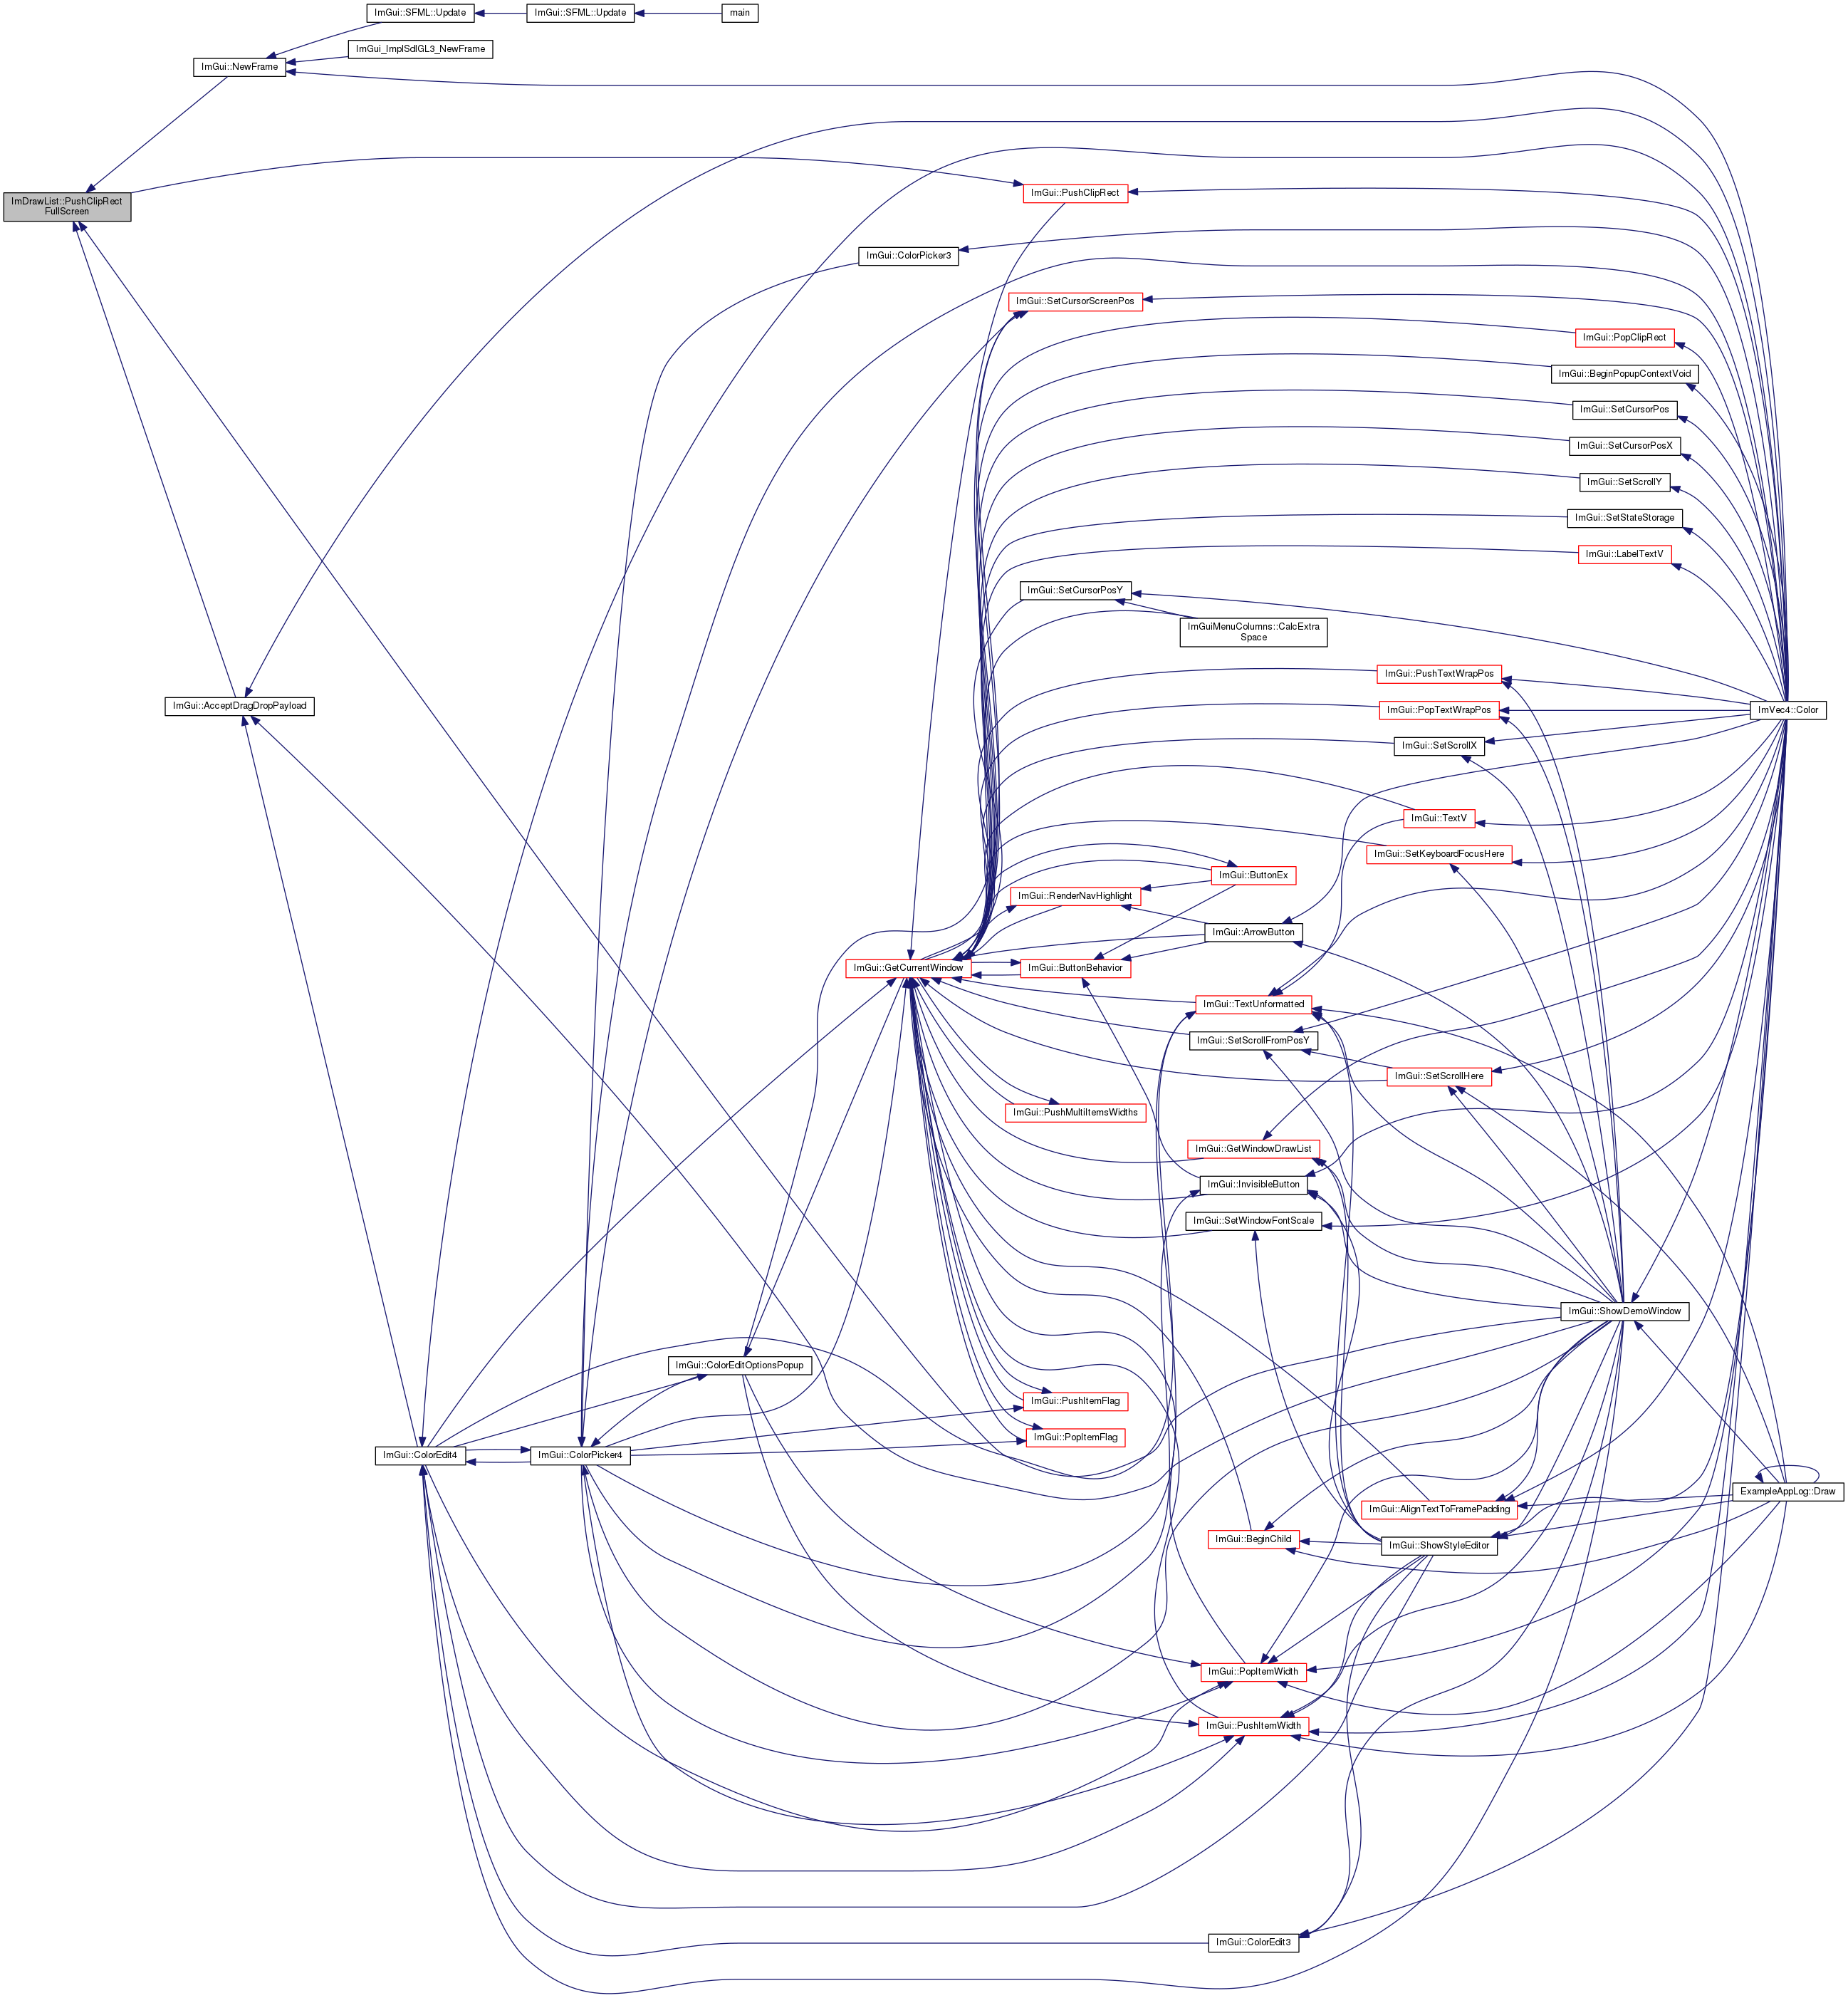 ImGui::SFML::Update
ImGui::SFML::Update
main
ImGui_ImplSdlGL3_NewFrame
ImGui::NewFrame
ImDrawList::PushClipRect
FullScreen
ImGui::PushClipRect
ImGui::ColorPicker3
ImGui::SetCursorScreenPos
ImGui::PopClipRect
ImGui::BeginPopupContextVoid
ImGui::SetCursorPos
ImGui::SetCursorPosX
ImGui::SetScrollY
ImGui::SetStateStorage
ImGui::LabelTextV
ImGui::SetCursorPosY
ImGuiMenuColumns::CalcExtra
Space
ImGui::PushTextWrapPos
ImGui::AcceptDragDropPayload
ImGui::PopTextWrapPos
ImVec4::Color
ImGui::SetScrollX
ImGui::TextV
ImGui::SetKeyboardFocusHere
ImGui::ButtonEx
ImGui::RenderNavHighlight
ImGui::ArrowButton
ImGui::GetCurrentWindow
ImGui::ButtonBehavior
ImGui::TextUnformatted
ImGui::SetScrollFromPosY
ImGui::SetScrollHere
ImGui::PushMultiItemsWidths
ImGui::GetWindowDrawList
ImGui::InvisibleButton
ImGui::SetWindowFontScale
ImGui::ShowDemoWindow
ImGui::ColorEditOptionsPopup
ImGui::PushItemFlag
ImGui::PopItemFlag
ImGui::ColorEdit4
ImGui::ColorPicker4
ExampleAppLog::Draw
ImGui::AlignTextToFramePadding
ImGui::BeginChild
ImGui::ShowStyleEditor
ImGui::PopItemWidth
ImGui::PushItemWidth
ImGui::ColorEdit3